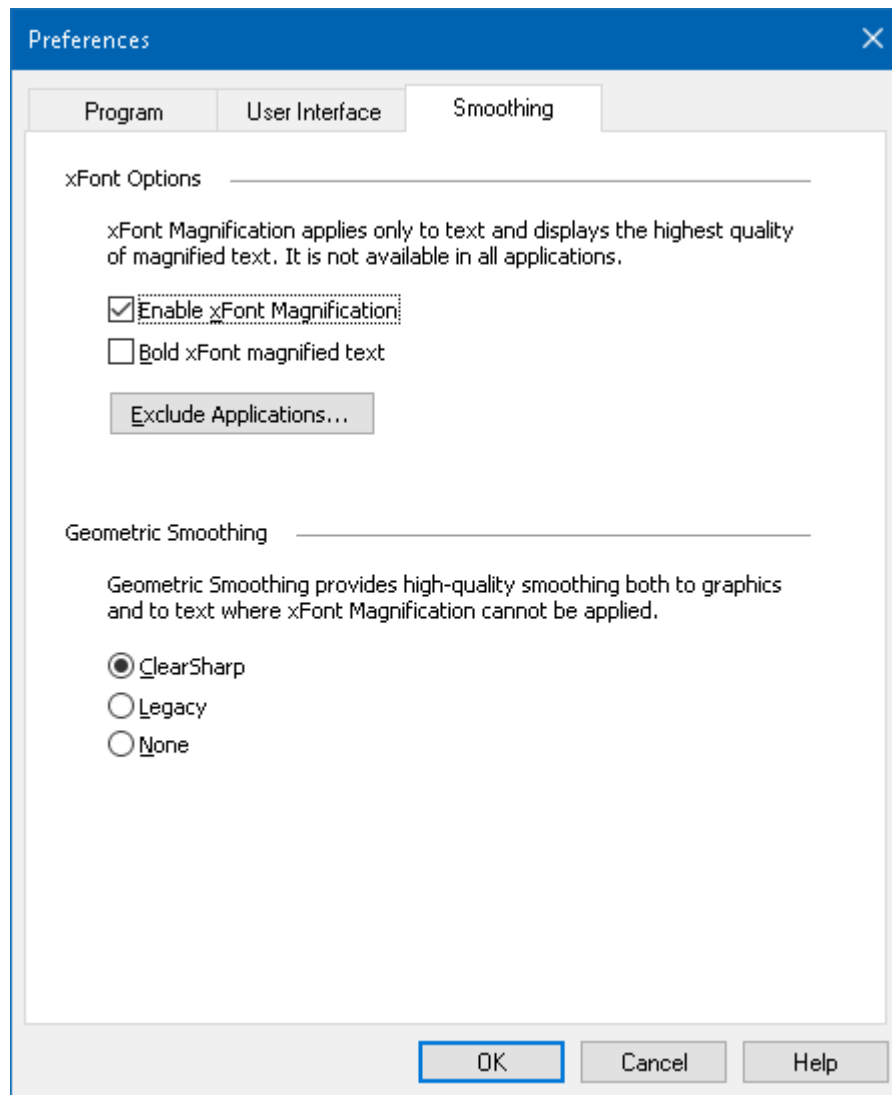 Preferences
Program User Interface Smoothing
xFont Options
xFont Magnification applies only to text and displays the highest quality
of magnified text. It is not available in all applications.
Enable xFont Magnification
Bold xFont magnified text
Exclude Applications...
Geometric Smoothing
Geometric Smoothing provides high-quality smoothing both to graphics
and to text where xFont Magnification cannot be applied.
ClearSharp
Legacy
None
OK Cancel Help